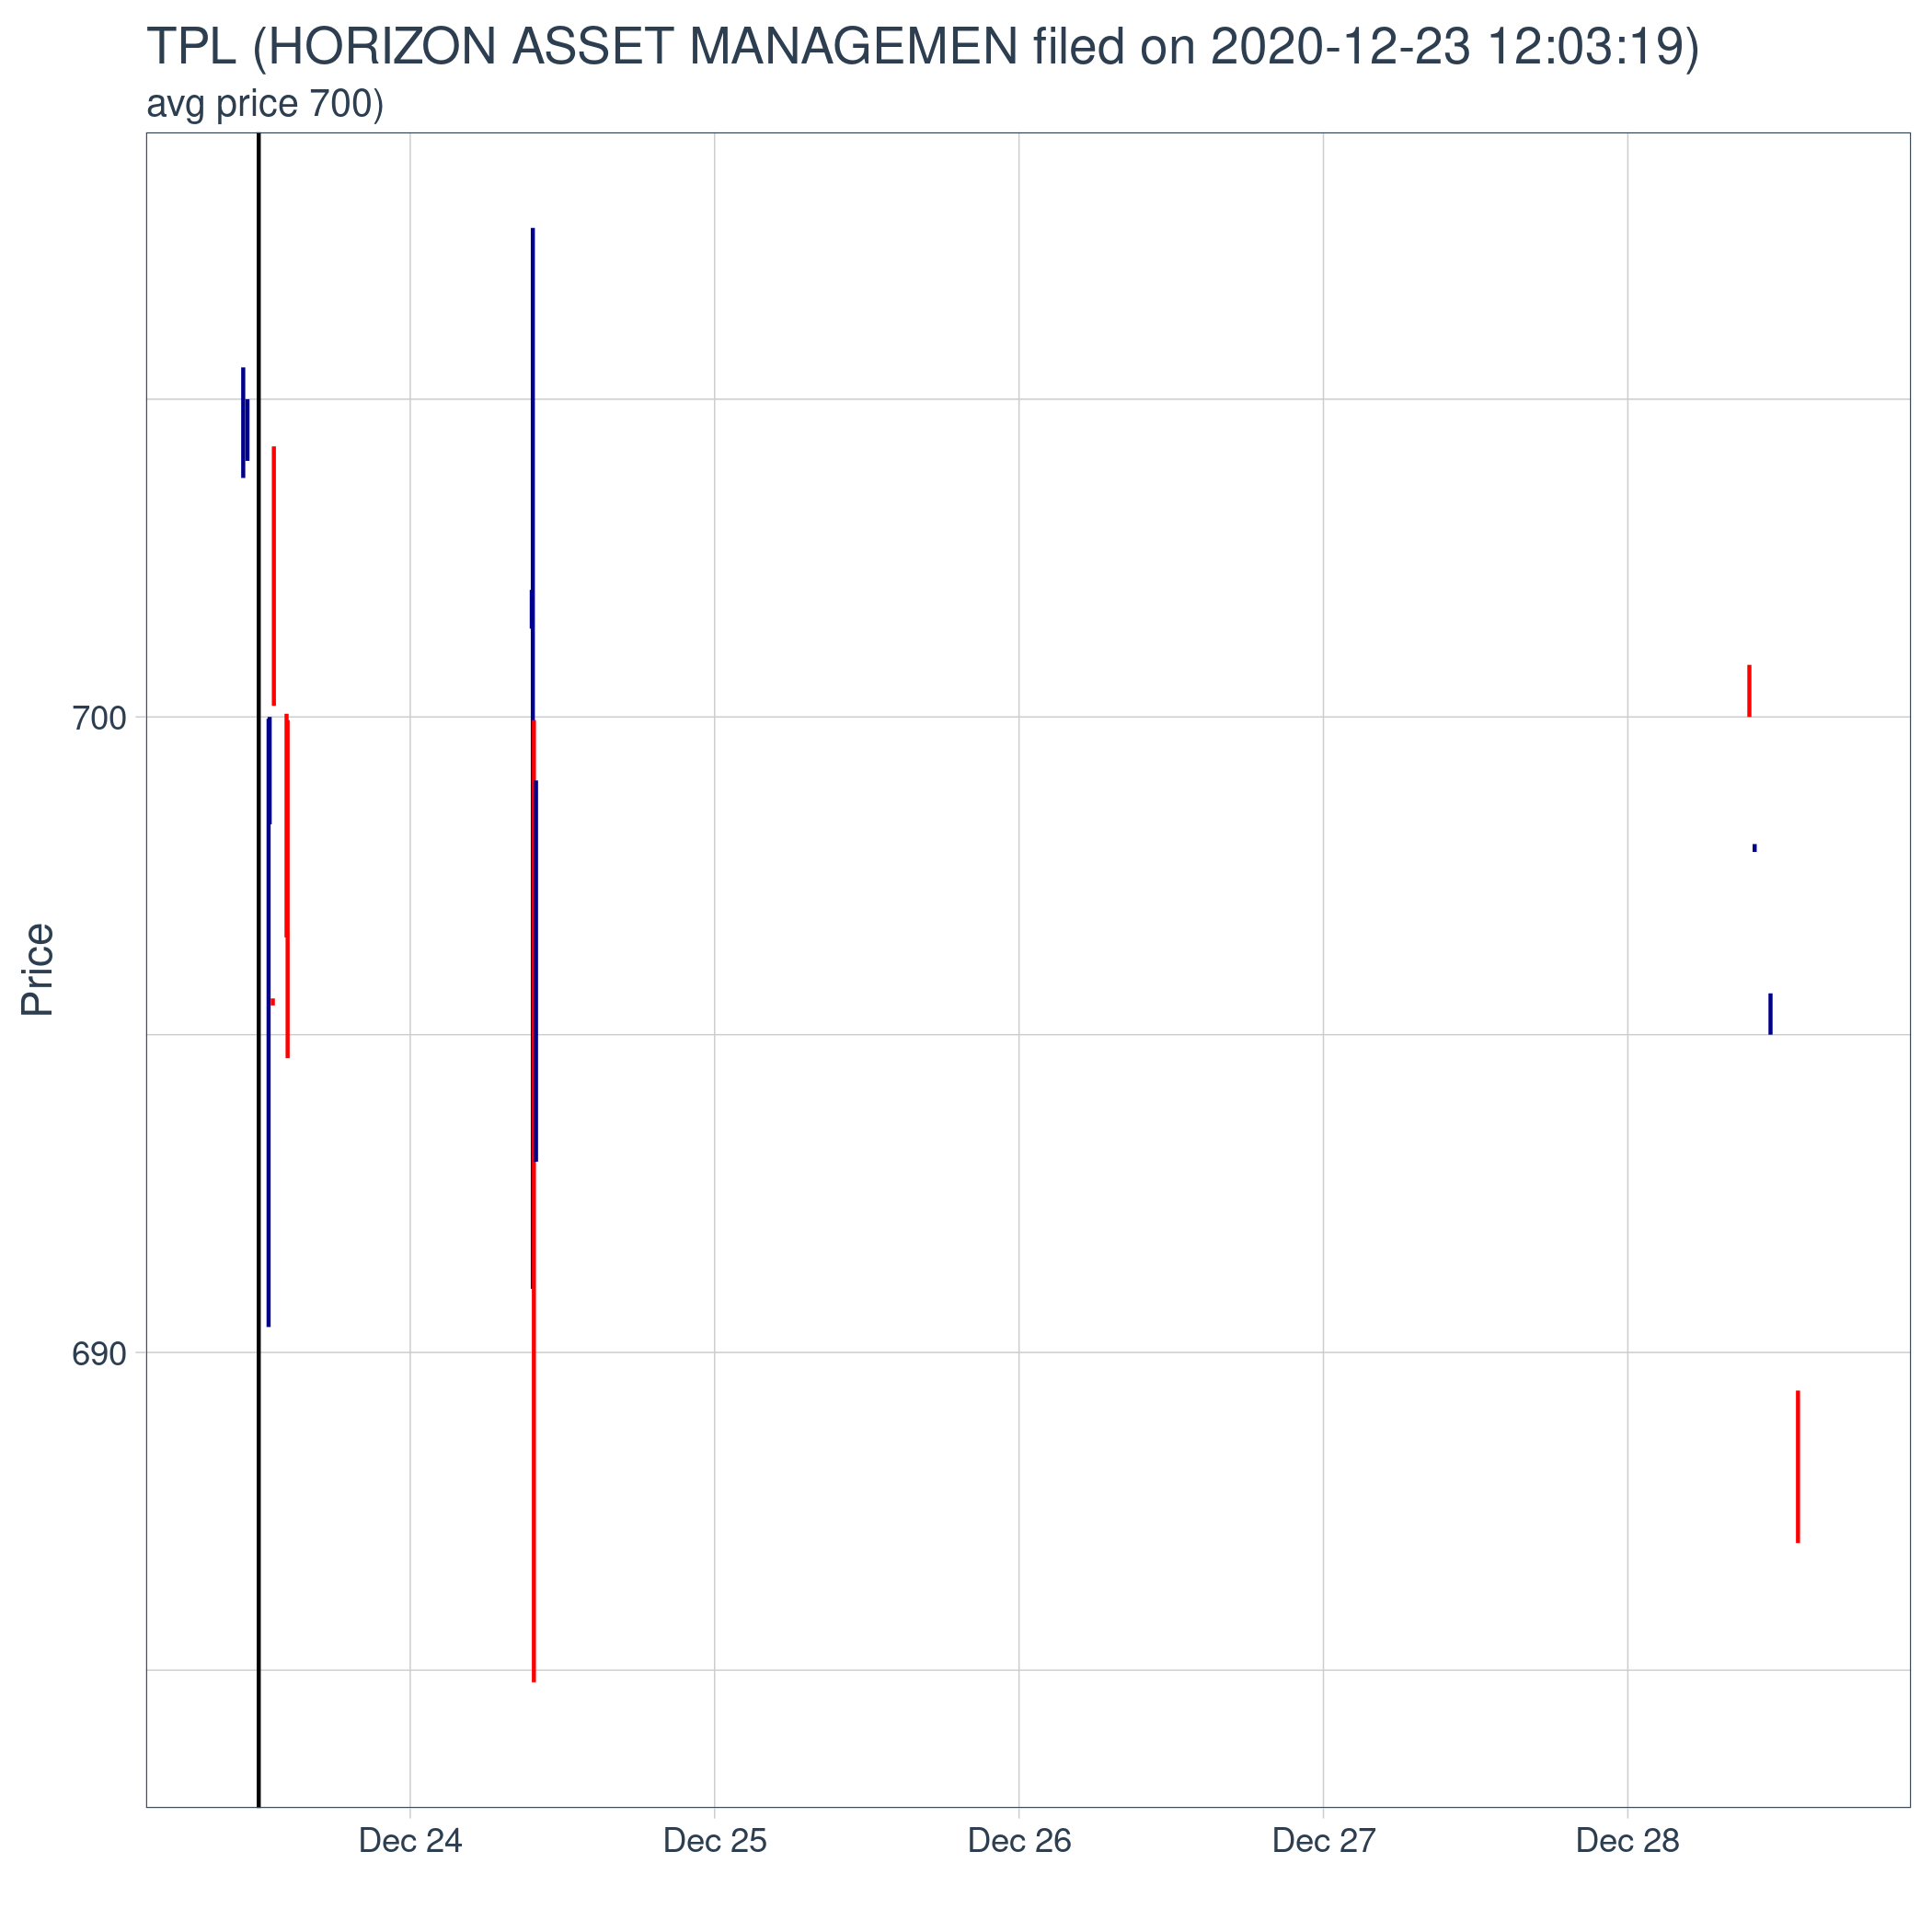 TPL (HORIZON ASSET MANAGEMEN filed on 2020-12-23 12:03:19)
avg price 700)
700
Price
690
Dec 24 Dec 25 Dec 26 Dec 27 Dec 28